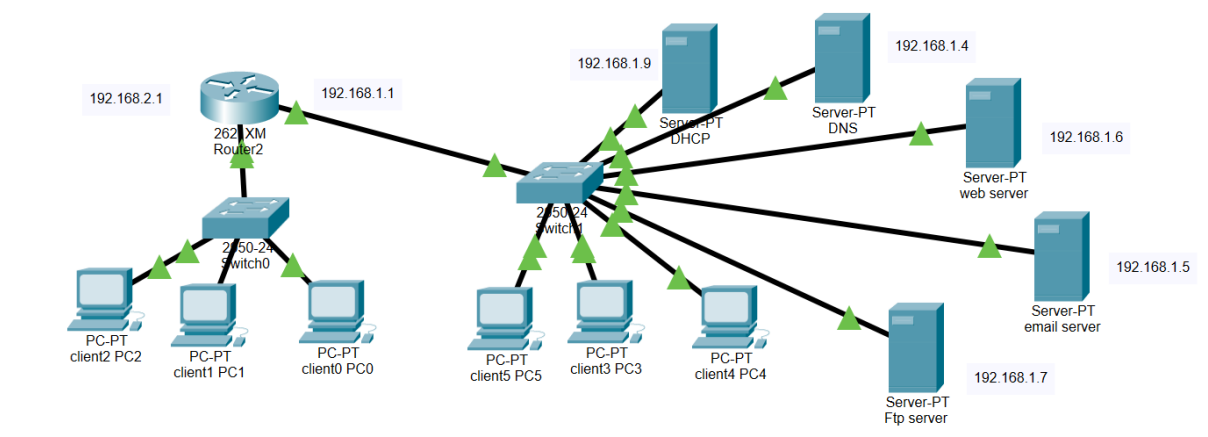 192.168.2.1
192.168.1.1
Router2
Switch0
PC-PT
client2 PC2
PC-PT
client1 PC1
PC-PT
client0 PC0
192.168.1.9
Server-PT
DHCP
192.168.1.4
Server-PT
DNS
192.168.1.6
Server-PT
web server
2950-24
Switch1
192.168.1.5
Server-PT
email server
PC-PT
client5 PC5
PC-PT
client3 PC3
PC-PT
client4 PC4
192.168.1.7
Server-PT
Ftp server